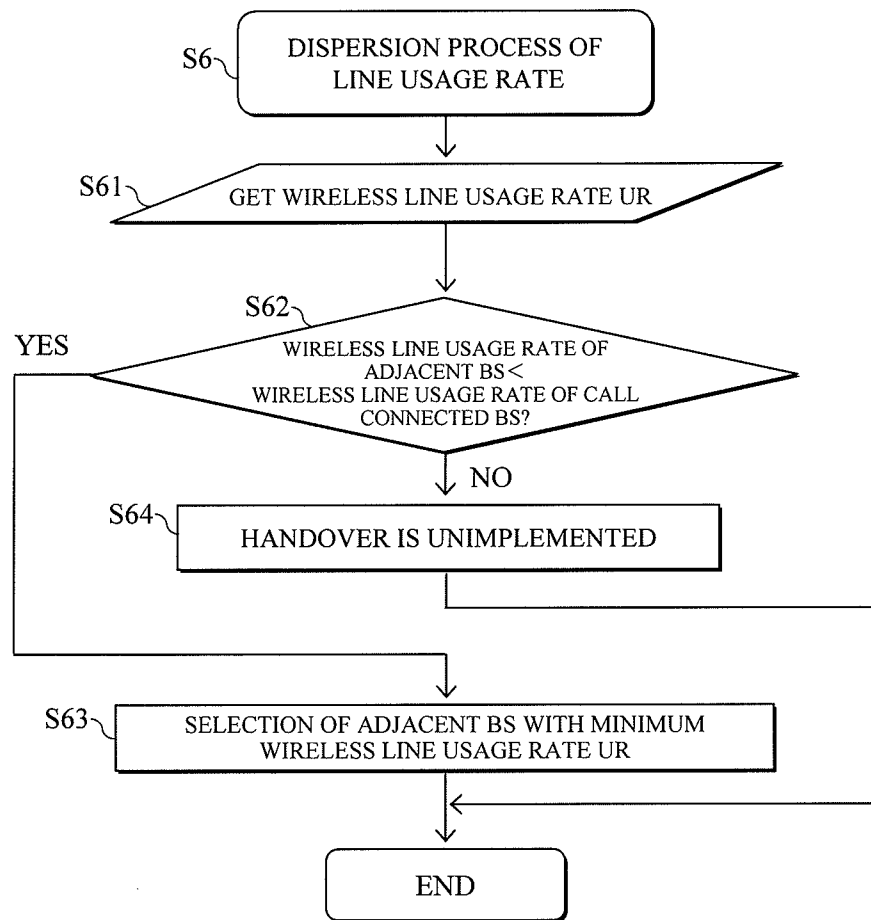 S6
DISPERSION PROCESS OF
LINE USAGE RATE
S61
GET WIRELESS LINE USAGE RATE UR
S62
YES
WIRELESS LINE USAGE RATE OF
ADJACENT BS<
WIRELESS LINE USAGE RATE OF CALL
CONNECTED BS?
NO
S64
HANDOVER IS UNIMPLEMENTED
S63
SELECTION OF ADJACENT BS WITH MINIMUM
WIRELESS LINE USAGE RATE UR
END